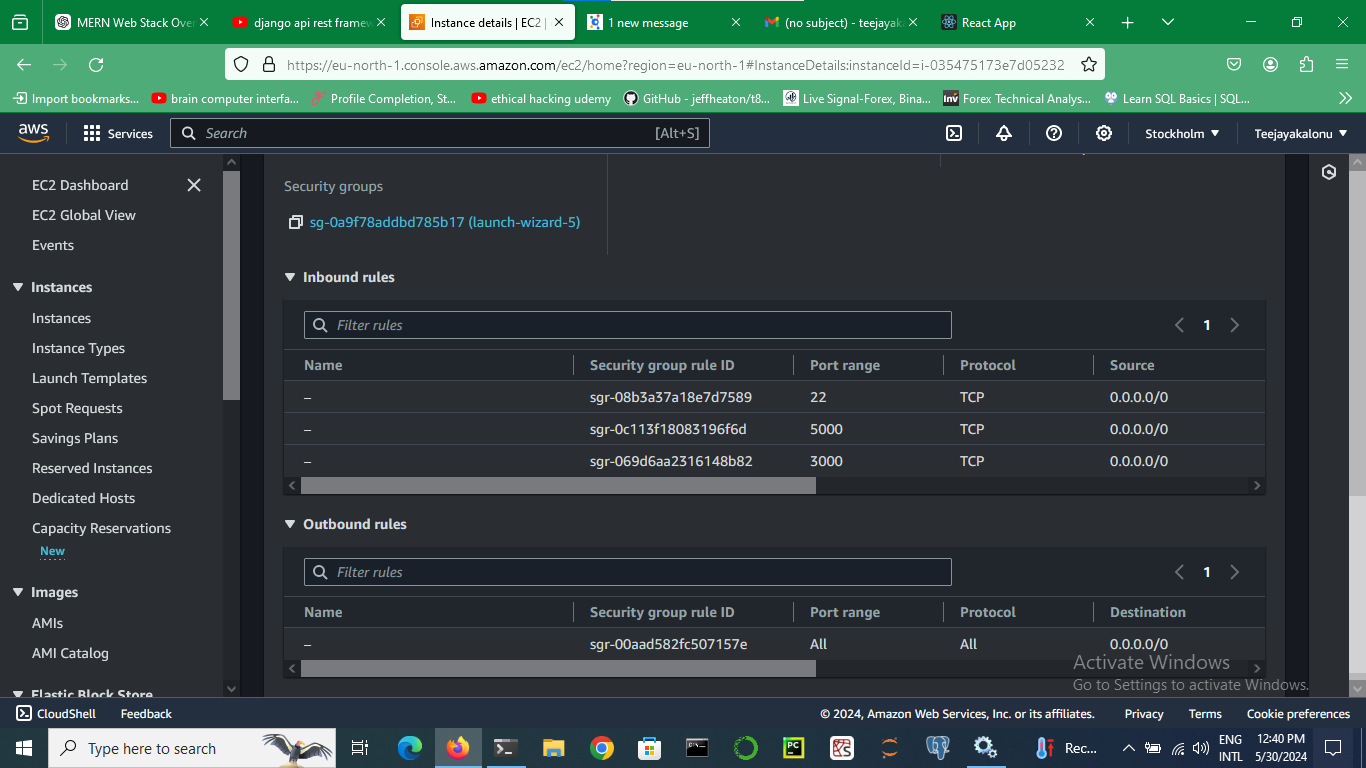 MERN Web Stack Over
django api rest framew
Instance details | EC2 |
1 new message
(no subject) - teejayaka
React App
https://eu-north-1.console.aws.amazon.com/ec2/home?region=eu-north-1#InstanceDetails:instanceId=i-035475173e7d05232
Import bookmarks...
brain computer interfa...
Profile Completion, St...
ethical hacking udemy
GitHub - jeffheaton/t8...
Live Signal-Forex, Bina...
Inv Forex Technical Analys...
Learn SQL Basics | SQL...
aws
Services
Search
[Alt+S]
Stockholm
Teejayakalonu
EC2 Dashboard
EC2 Global View
Events
Instances
Instances
Instance Types
Launch Templates
Spot Requests
Savings Plans
Reserved Instances
Dedicated Hosts
Capacity Reservations
New
Images
AMIs
AMI Catalog
Elastic Block Store
Security groups
sg-0a9f78addbd785b17 (launch-wizard-5)
Inbound rules
Filter rules
1
Name Security group rule ID Port range Protocol Source
– sgr-08b3a37a18e7d7589 22 TCP 0.0.0.0/0
– sgr-0c113f18083196f6d 5000 TCP 0.0.0.0/0
– sgr-069d6aa2316148b82 3000 TCP 0.0.0.0/0
Outbound rules
Filter rules
1
Name Security group rule ID Port range Protocol Destination
– sgr-00aad582fc507157e All All 0.0.0.0/0
Activate Windows
Go to Settings to activate Windows.
CloudShell
Feedback
© 2024, Amazon Web Services, Inc. or its affiliates.
Privacy
Terms
Cookie preferences
Type here to search
PC
Rec...
ENG
INTL
12:40 PM
5/30/2024